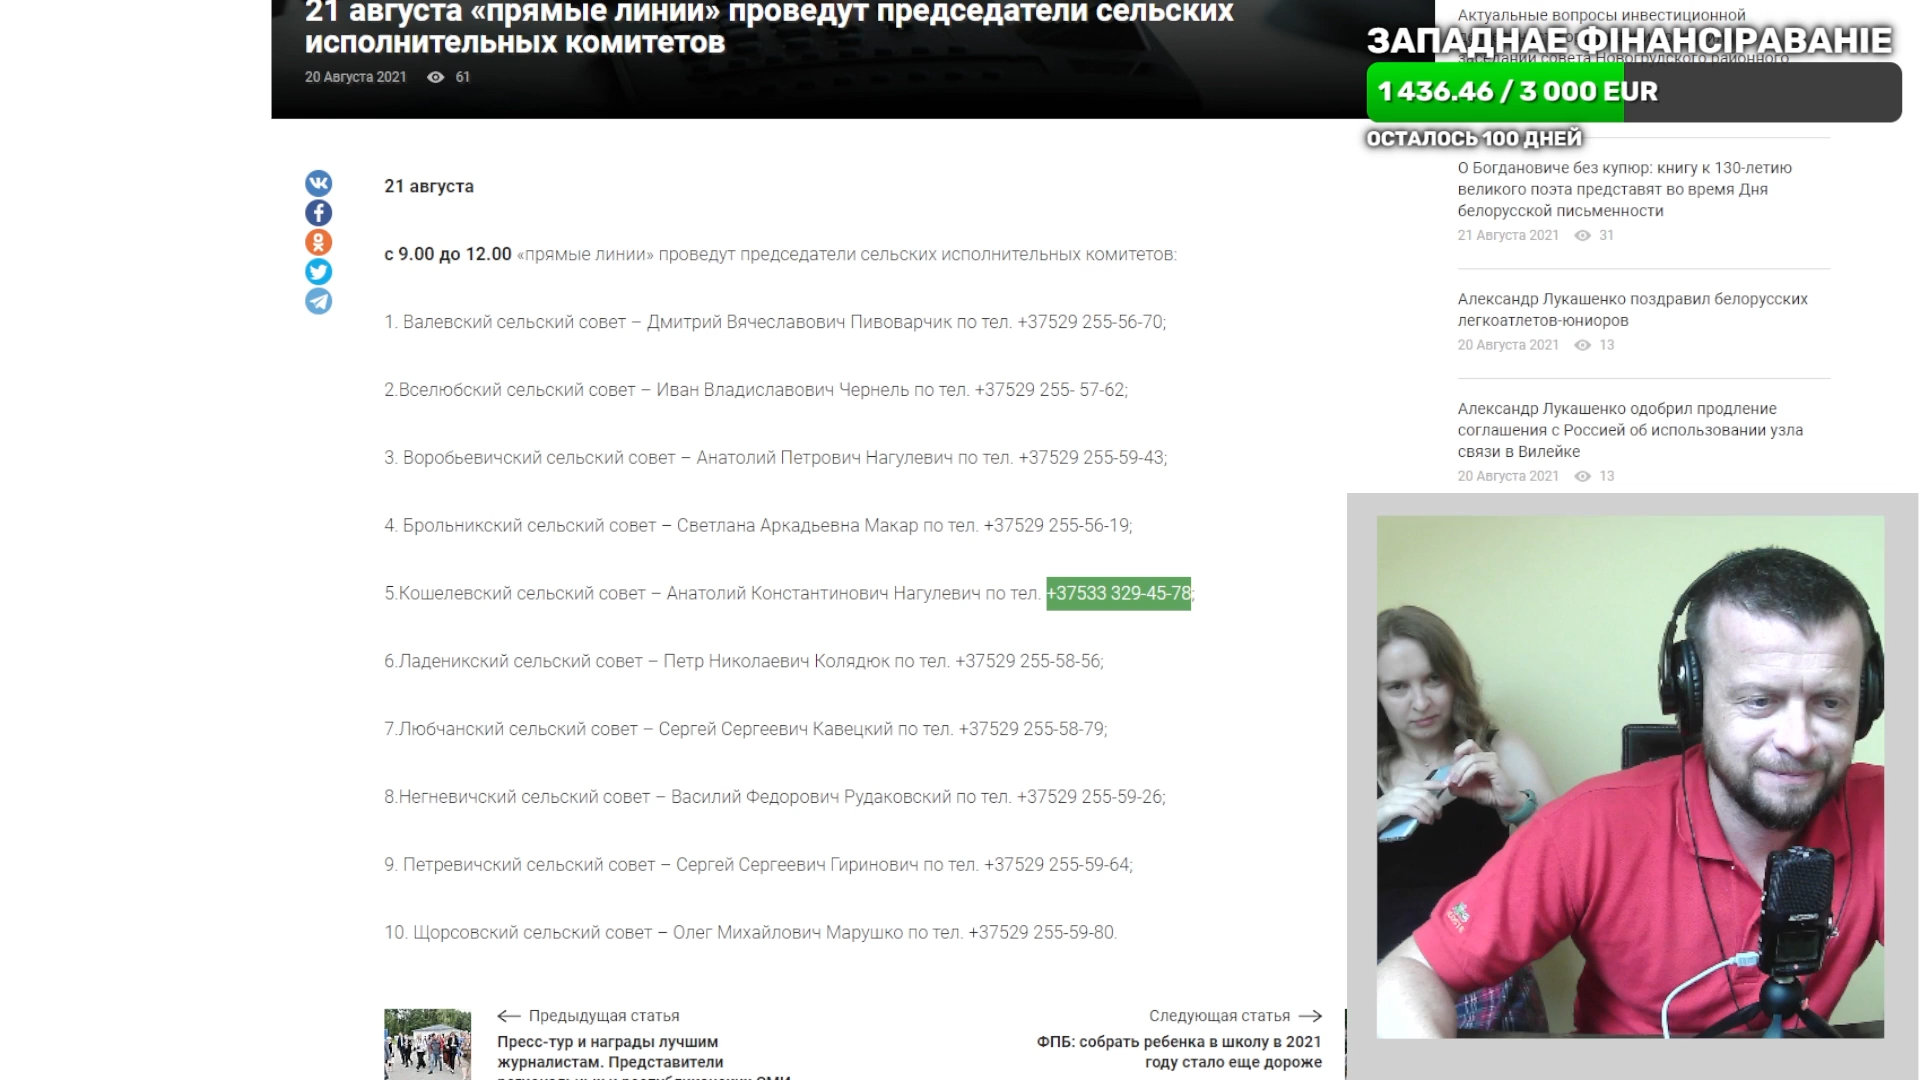 21 августа «прямые линии» проведут председатели сельских
исполнительных комитетов
20 Августа 2021 61
21 августа
с 9.00 до 12.00 «прямые линии» проведут председатели сельских исполнительных комитетов:
1. Валевский сельский совет – Дмитрий Вячеславович Пивоварчик по тел. +37529 255-56-70;
2.Вселюбский сельский совет – Иван Владиславович Чернель по тел. +37529 255- 57-62;
3. Воробьевичский сельский совет – Анатолий Петрович Нагулевич по тел. +37529 255-59-43;
4. Брольникский сельский совет – Светлана Аркадьевна Макар по тел. +37529 255-56-19;
5.Кошелевский сельский совет – Анатолий Константинович Нагулевич по тел. +37533 329-45-78;
6.Ладеникский сельский совет – Петр Николаевич Колядюк по тел. +37529 255-58-56;
7.Любчанский сельский совет – Сергей Сергеевич Кавецкий по тел. +37529 255-58-79;
8.Негневичский сельский совет – Василий Федорович Рудаковский по тел. +37529 255-59-26;
9. Петревичский сельский совет – Сергей Сергеевич Гиринович по тел. +37529 255-59-64;
10. Щорсовский сельский совет – Олег Михайлович Марушко по тел. +37529 255-59-80.
Предыдущая статья
Пресс-тур и награды лучшим
журналистам. Представители
Следующая статья
ФПБ: собрать ребенка в школу в 2021
году стало еще дороже
Актуальные вопросы инвестиционной
заседании совета Новогрудского районного
ЗАПАДНАЕ ФІНАНСІРАВАНІЕ
1 436.46 / 3 000 EUR
ОСТАЛОСЬ 100 ДНЕЙ
О Богдановиче без купюр: книгу к 130-летию
великого поэта представят во время Дня
белорусской письменности
21 Августа 2021 31
Александр Лукашенко поздравил белорусских
легкоатлетов-юниоров
20 Августа 2021 13
Александр Лукашенко одобрил продление
соглашения с Россией об использовании узла
связи в Вилейке
20 Августа 2021 13